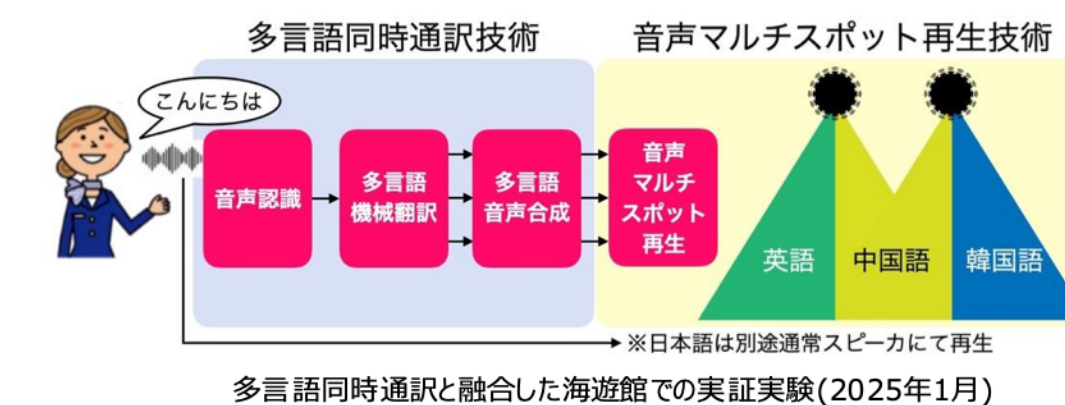 多言語同時通訳技術
音声マルチスポット再生技術
こんにちは
音声認識
多言語
機械翻訳
多言語
音声合成
音声
マルチ
スポット
再生
英語
中国語
韓国語
※日本語は別途通常スピーカにて再生
多言語同時通訳と融合した海遊館での実証実験(2025年1月)